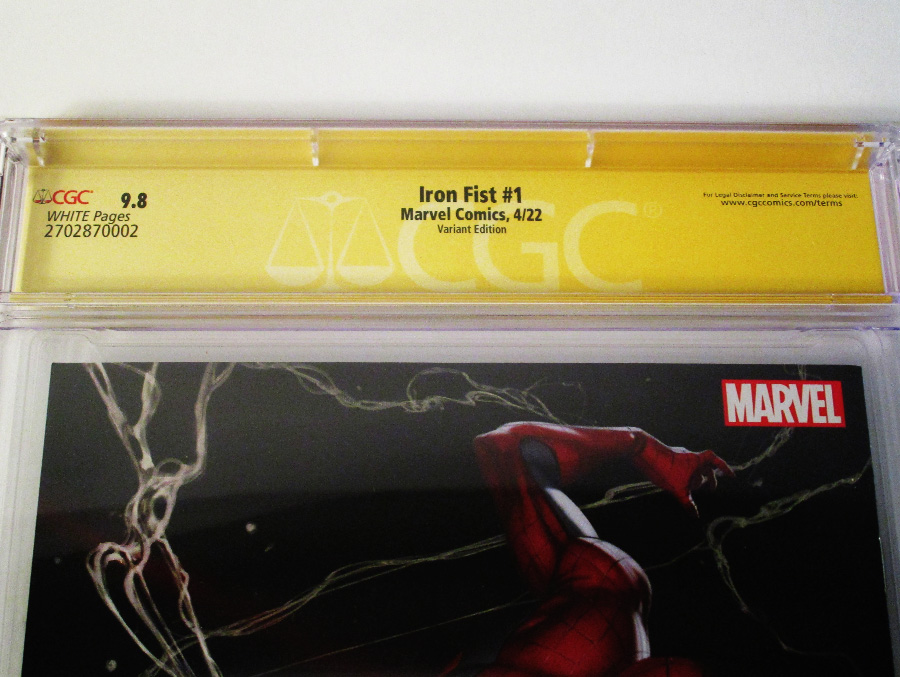 CGC
9.8
WHITE Pages
2702870002
Iron Fist #1
Marvel Comics, 4/22
Variant Edition
For Legal Disclaimer and Service Terms please visit:
www.cgccomics.com/terms
CGC®
MARVEL